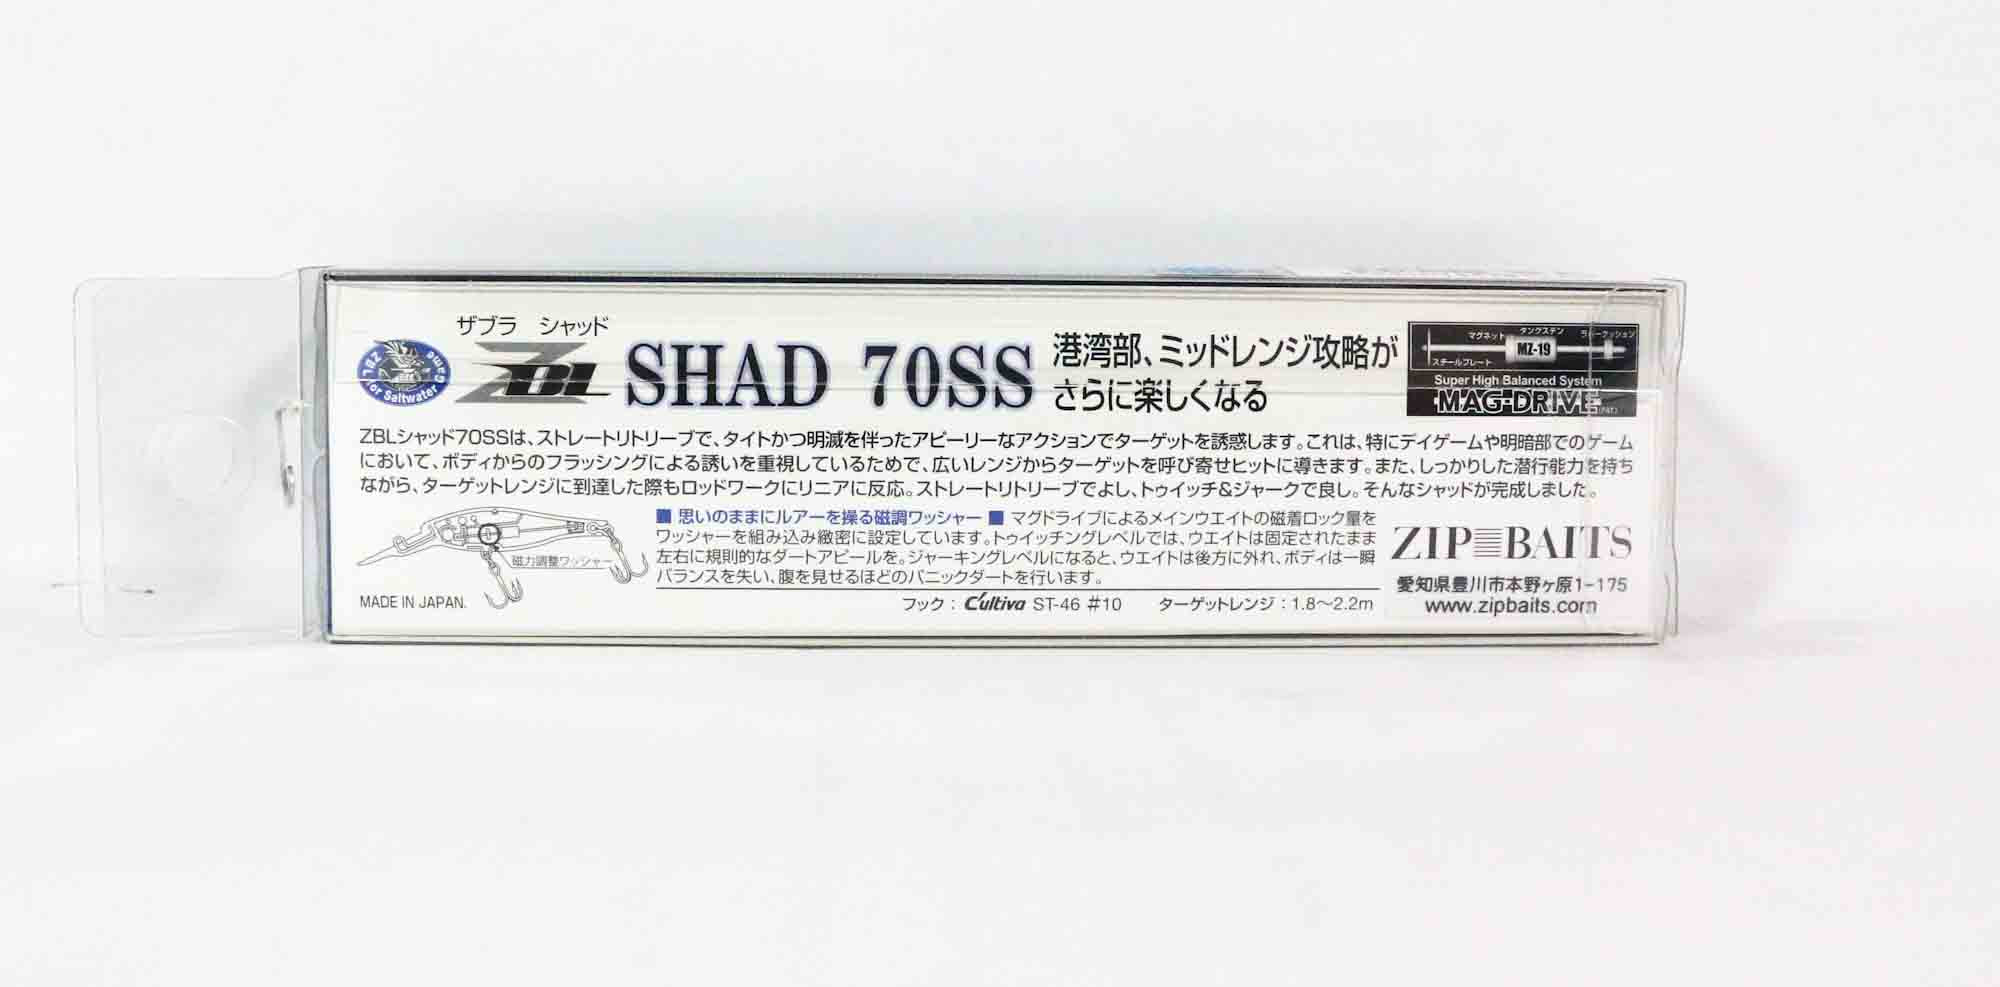 ザブラ シャッド
ZBL for Saltwater Game
ZBL SHAD 70SS
港湾部、ミッドレンジ攻略が
さらに楽しくなる
マグネット タングステン ラバークッション
MZ-19
スチールプレート
Super High Balanced System
MAG-DRIVE (PAT.)
ZBLシャッド70SSは、ストレートリトリーブで、タイトかつ明滅を伴ったアピーリーなアクションでターゲットを誘惑します。これは、特にデイゲームや明暗部でのゲーム
において、ボディからのフラッシングによる誘いを重視しているためで、広いレンジからターゲットを呼び寄せヒットに導きます。また、しっかりした潜行能力を持ち
ながら、ターゲットレンジに到達した際もロッドワークにリニアに反応。ストレートリトリーブでよし、トゥイッチ&ジャークで良し。そんなシャッドが完成しました。
■ 思いのままにルアーを操る磁調ワッシャー ■ マグドライブによるメインウエイトの磁着ロック量を
ワッシャーを組み込み緻密に設定しています。トゥイッチングレベルでは、ウエイトは固定されたまま
左右に規則的なダートアピールを。ジャーキングレベルになると、ウエイトは後方に外れ、ボディは一瞬
バランスを失い、腹を見せるほどのパニックダートを行います。
磁力調整ワッシャー
MADE IN JAPAN.
フック : C'ultiva ST-46 #10 ターゲットレンジ : 1.8～2.2m
ZIP BAITS
愛知県豊川市本野ヶ原1-175
www.zipbaits.com